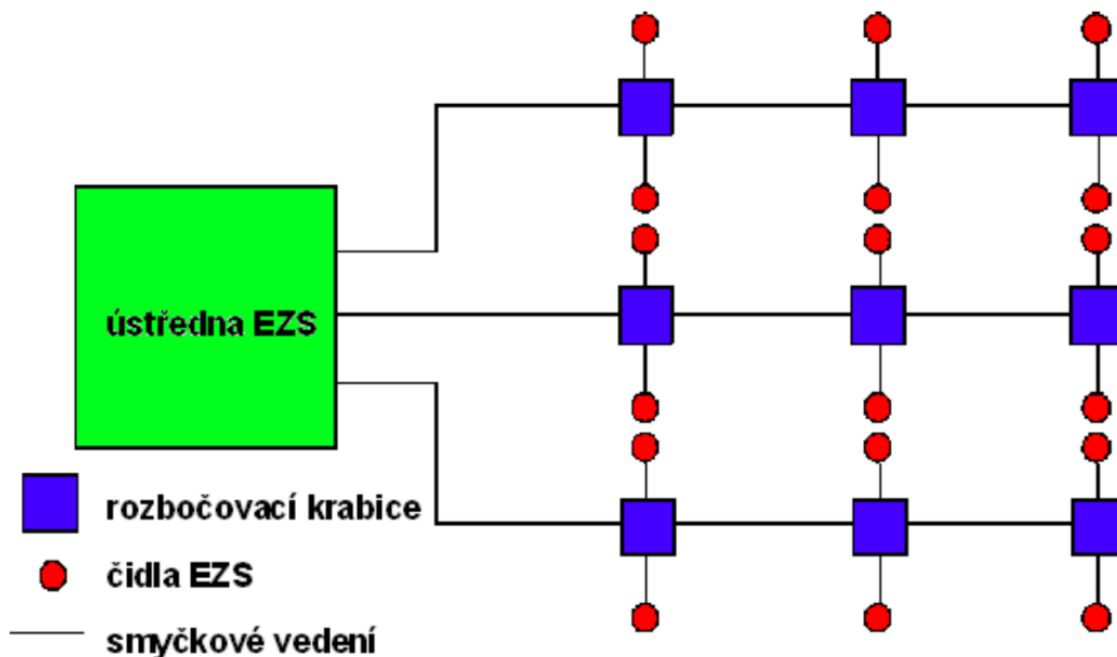 ústředna EZS
rozbočovací krabice
čidla EZS
smyčkové vedení